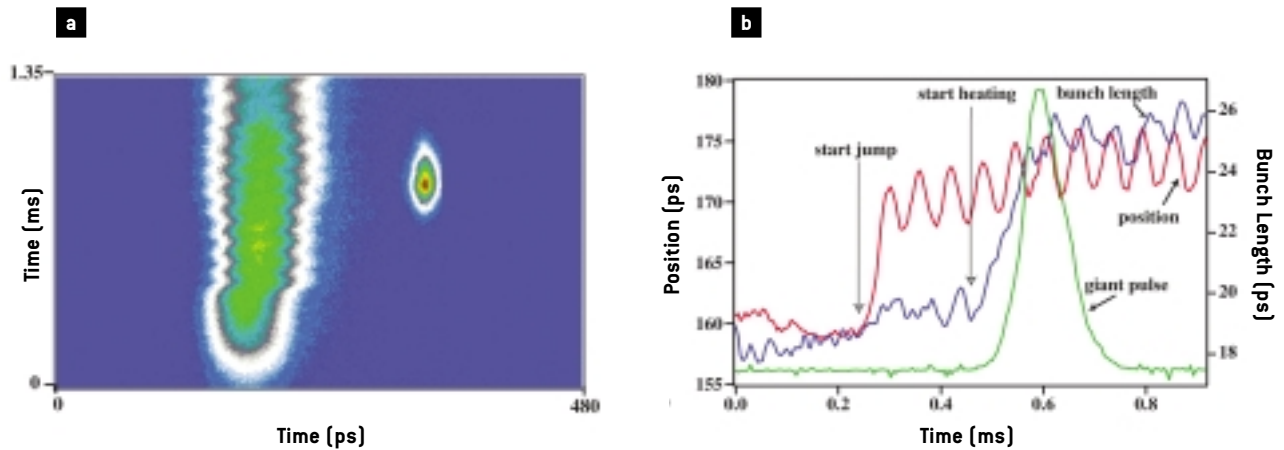 a
1.35
Time (ms)
0
0
480
Time (ps)
b
180
175
170
165
160
155
Position (ps)
start heating
bunch length
start jump
position
giant pulse
26
24
22
20
18
Bunch Length (ps)
0.0
0.2
0.4
0.6
0.8
Time (ms)